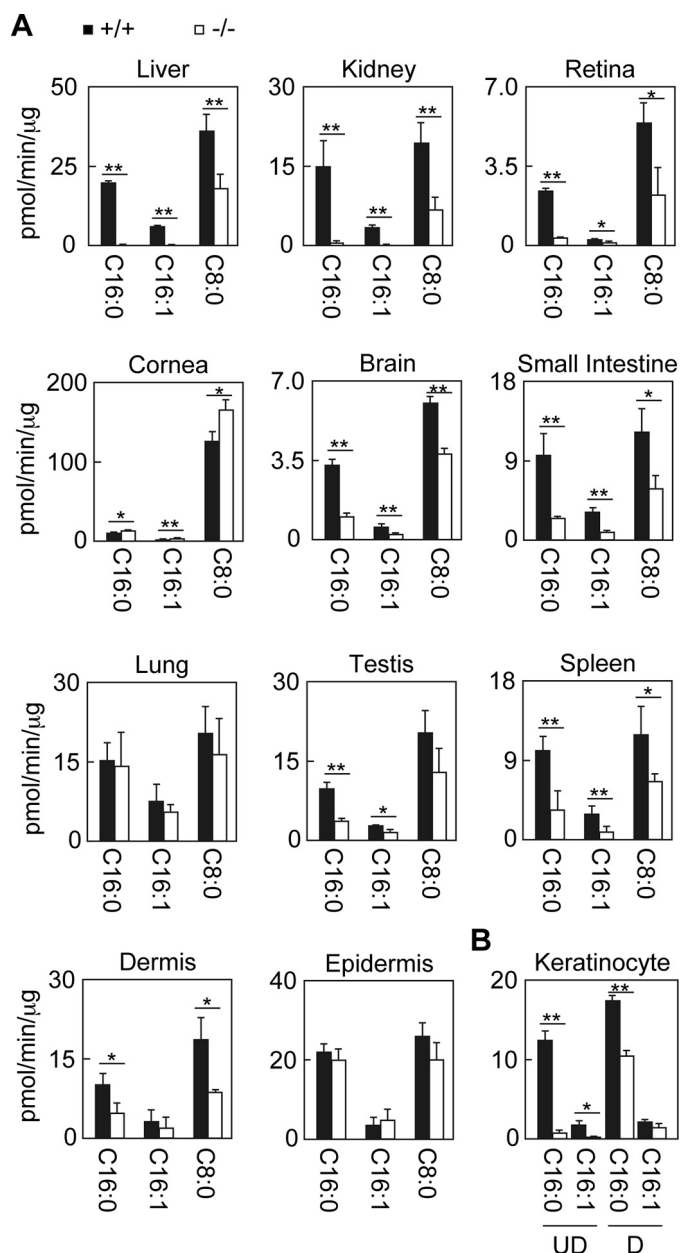 A
+/+ -/-
Liver Kidney Retina
pmol/min/μg
50 30 7.0
25 15 3.5
0 0 0
** ** ** ** ** ** ** * *
C16:0 C16:1 C8:0 C16:0 C16:1 C8:0 C16:0 C16:1 C8:0
Cornea Brain Small Intestine
pmol/min/μg
200 7.0 18
100 3.5 9
0 0 0
* ** * ** ** ** ** ** *
C16:0 C16:1 C8:0 C16:0 C16:1 C8:0 C16:0 C16:1 C8:0
Lung Testis Spleen
pmol/min/μg
30 30 18
15 15 9
0 0 0
** * ** ** *
C16:0 C16:1 C8:0 C16:0 C16:1 C8:0 C16:0 C16:1 C8:0
B
Dermis Epidermis Keratinocyte
pmol/min/μg
30 40 20
15 20 10
0 0 0
* * ** * **
C16:0 C16:1 C8:0 C16:0 C16:1 C8:0 C16:0 C16:1 C16:0 C16:1
UD D